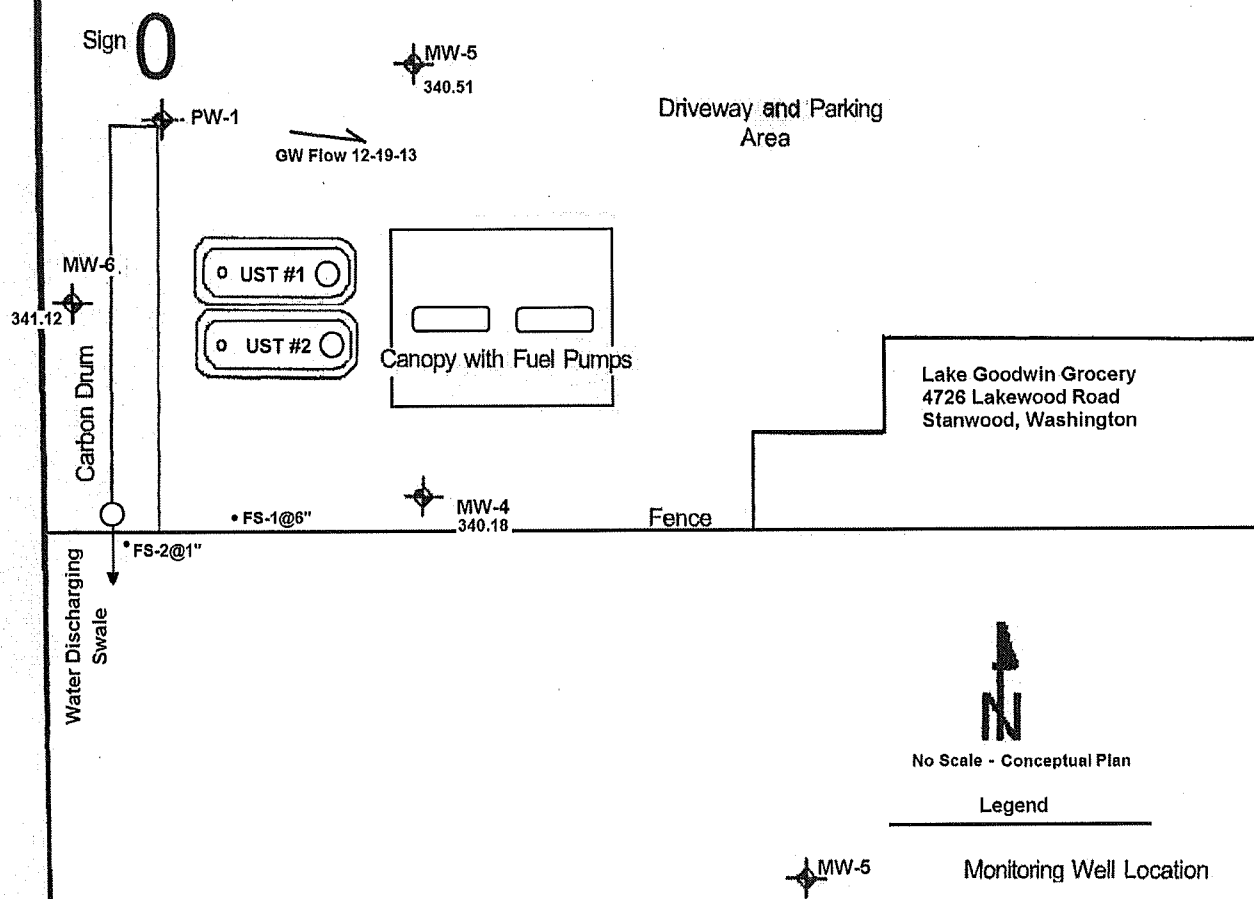 Sign
MW-5
340.51
PW-1
Driveway and Parking
Area
GW Flow 12-19-13
MW-6
341.12
UST #1
UST #2
Canopy with Fuel Pumps
Carbon Drum
Lake Goodwin Grocery
4726 Lakewood Road
Stanwood, Washington
MW-4
340.18
FS-1@6"
Fence
FS-2@1"
Water Discharging
Swale
N
No Scale - Conceptual Plan
Legend
MW-5
Monitoring Well Location